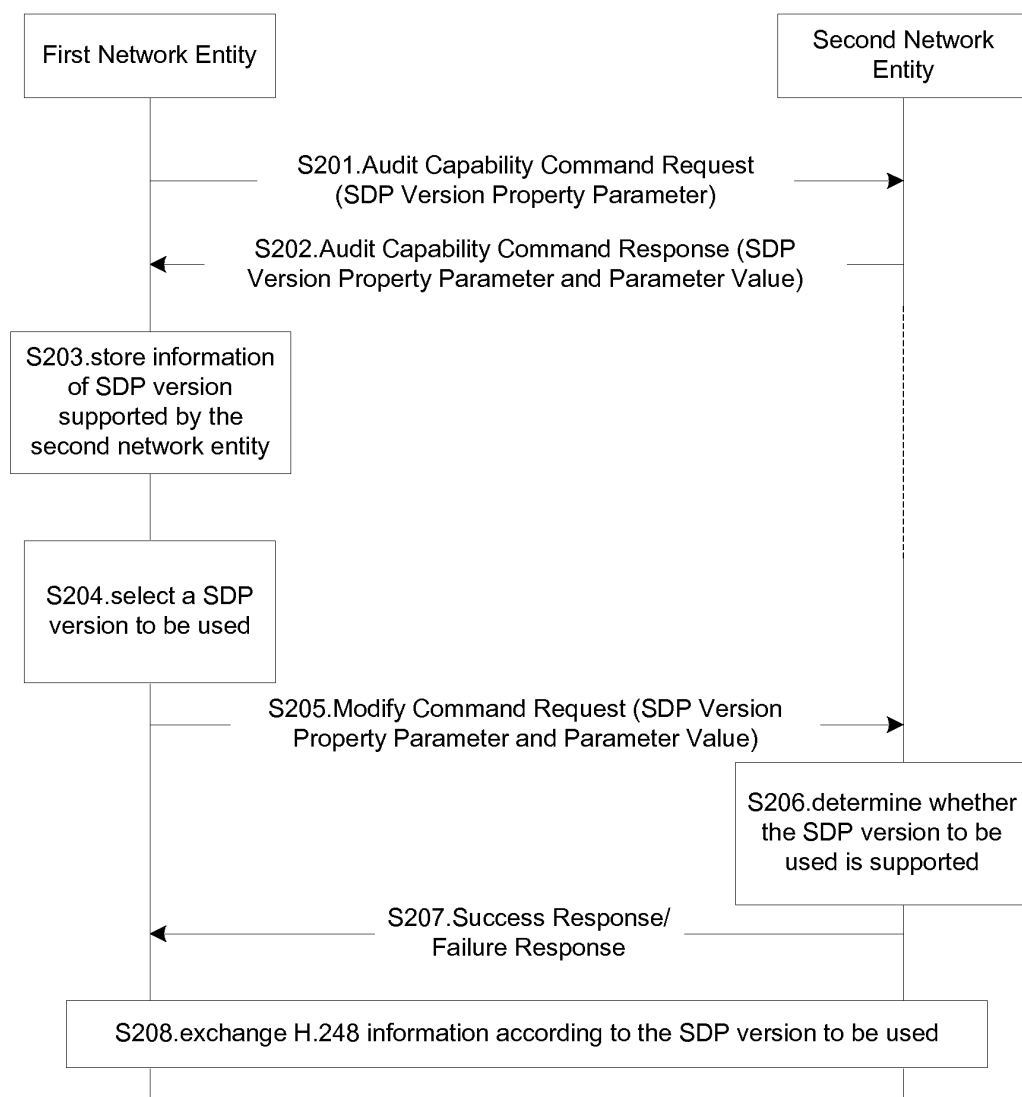 First Network Entity
Second Network
Entity
S201.Audit Capability Command Request
(SDP Version Property Parameter)
S202.Audit Capability Command Response (SDP
Version Property Parameter and Parameter Value)
S203.store information
of SDP version
supported by the
second network entity
S204.select a SDP
version to be used
S205.Modify Command Request (SDP Version
Property Parameter and Parameter Value)
S206.determine whether
the SDP version to be
used is supported
S207.Success Response/
Failure Response
S208.exchange H.248 information according to the SDP version to be used